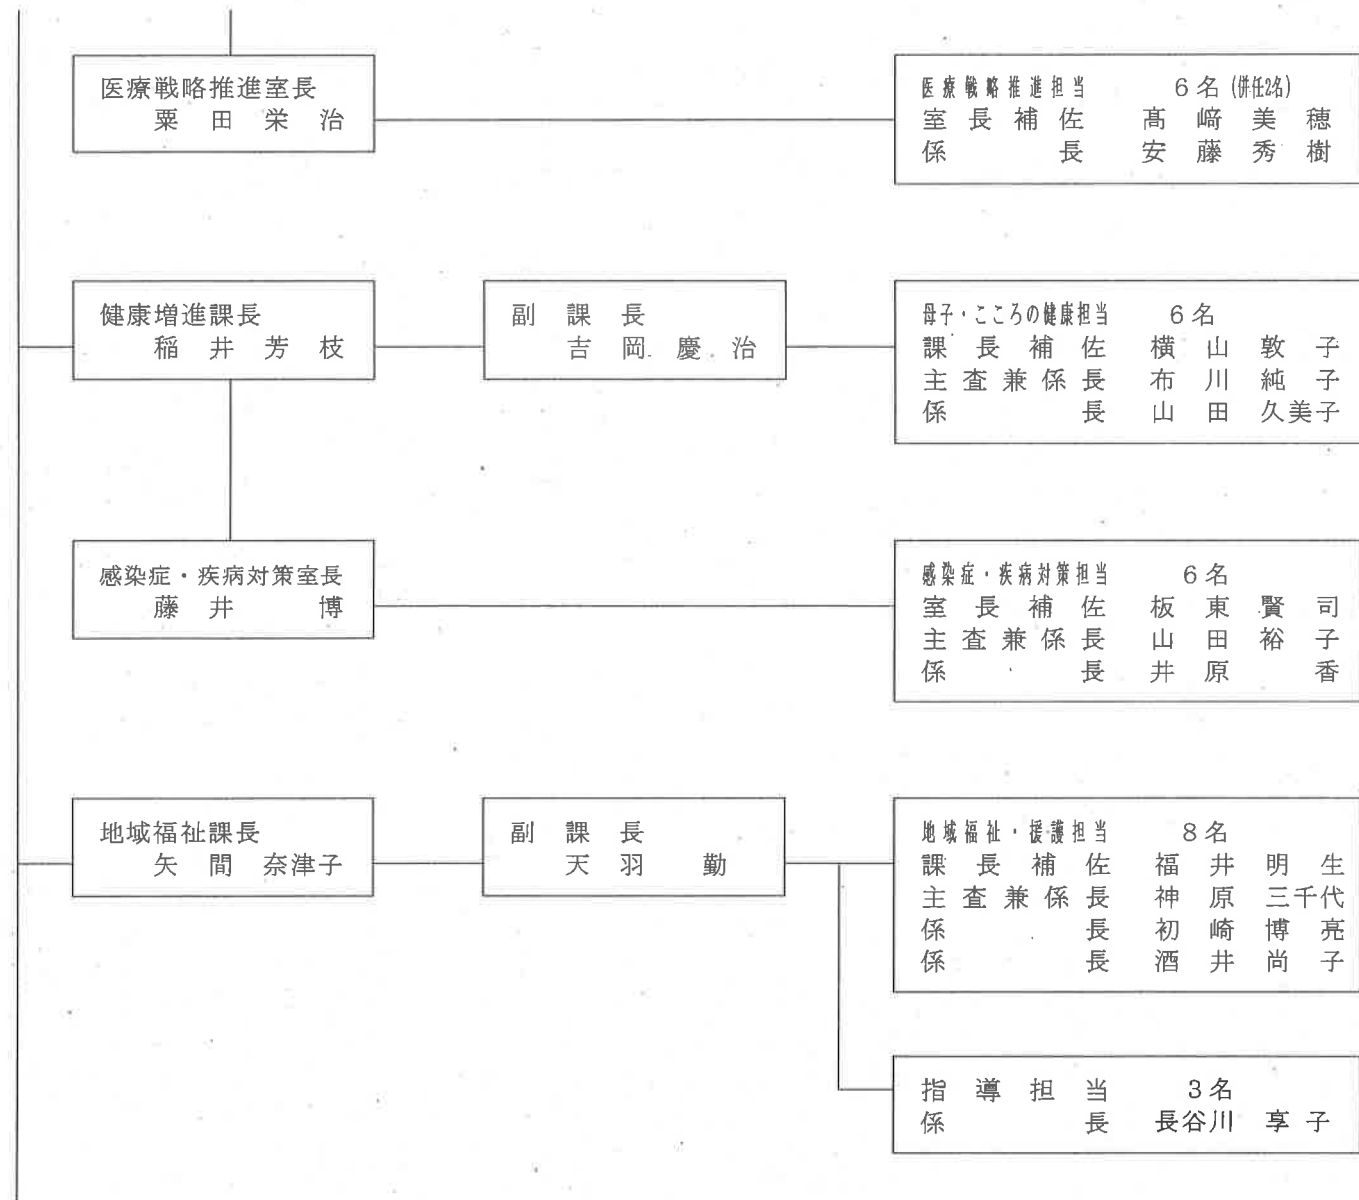 医療戦略推進室長
粟田栄治
医療戦略推進担当 6名(併任2名)
室長補佐 髙﨑美穂
係長 安藤秀樹
健康増進課長
稲井芳枝
副課長
吉岡慶治
母子・こころの健康担当 6名
課長補佐 横山敦子
主査兼係長 布川純子
係長 山田久美子
感染症・疾病対策室長
藤井博
感染症・疾病対策担当 6名
室長補佐 板東賢司
主査兼係長 山田裕子
係長 井原香
地域福祉課長
矢間奈津子
副課長
天羽勤
地域福祉・援護担当 8名
課長補佐 福井明生
主査兼係長 神原三千代
係長 初崎博亮
係長 酒井尚子
指導担当 3名
係長 長谷川享子